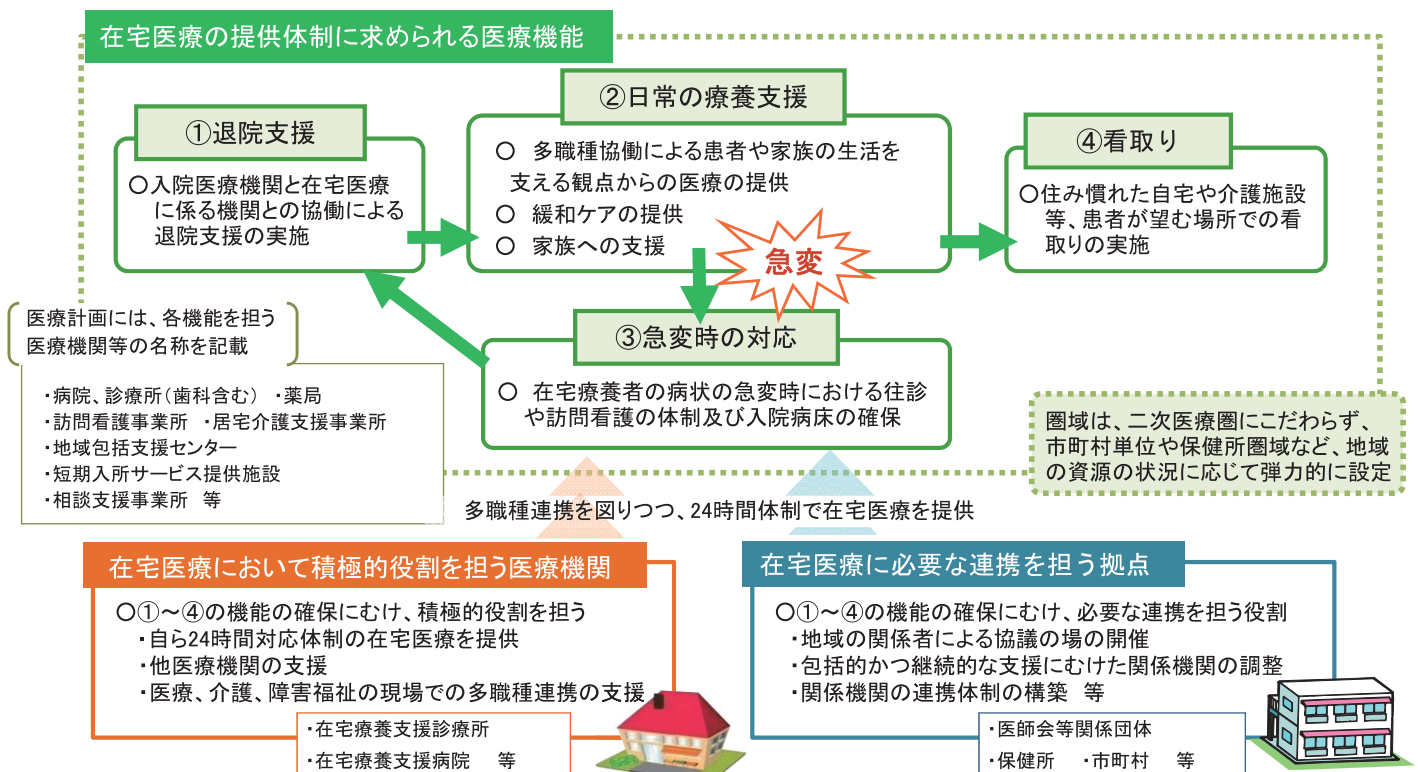 在宅医療の提供体制に求められる医療機能
①退院支援
○入院医療機関と在宅医療
に係る機関との協働による
退院支援の実施
②日常の療養支援
○ 多職種協働による患者や家族の生活を
支える観点からの医療の提供
○ 緩和ケアの提供
○ 家族への支援
急変
④看取り
○住み慣れた自宅や介護施設
等、患者が望む場所での看
取りの実施
③急変時の対応
○ 在宅療養者の病状の急変時における往診
や訪問看護の体制及び入院病床の確保
医療計画には、各機能を担う
医療機関等の名称を記載
・病院、診療所(歯科含む) ・薬局
・訪問看護事業所 ・居宅介護支援事業所
・地域包括支援センター
・短期入所サービス提供施設
・相談支援事業所 等
圏域は、二次医療圏にこだわらず、
市町村単位や保健所圏域など、地域
の資源の状況に応じて弾力的に設定
多職種連携を図りつつ、24時間体制で在宅医療を提供
在宅医療において積極的役割を担う医療機関
○①～④の機能の確保にむけ、積極的役割を担う
・自ら24時間対応体制の在宅医療を提供
・他医療機関の支援
・医療、介護、障害福祉の現場での多職種連携の支援
・在宅療養支援診療所
・在宅療養支援病院 等
在宅医療に必要な連携を担う拠点
○①～④の機能の確保にむけ、必要な連携を担う役割
・地域の関係者による協議の場の開催
・包括的かつ継続的な支援にむけた関係機関の調整
・関係機関の連携体制の構築 等
・医師会等関係団体
・保健所 ・市町村 等